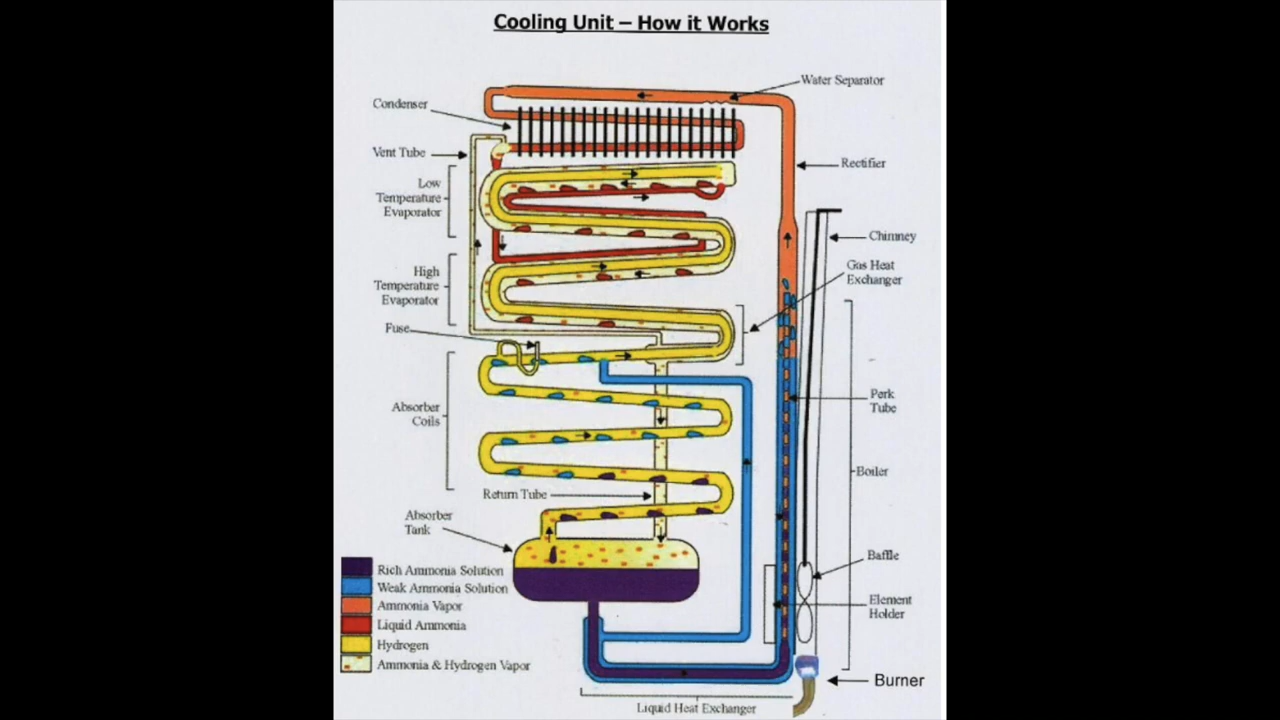 Cooling Unit – How it Works
Water Separator
Condenser
Vent Tube
Rectifier
Low
Temperature
Evaporator
Chimney
Gas Heat
Exchanger
High
Temperature
Evaporator
Fuse
Perk
Tube
Absorber
Coils
Boiler
Return Tube
Absorber
Tank
Baffle
Element
Holder
Rich Ammonia Solution
Weak Ammonia Solution
Ammonia Vapor
Liquid Ammonia
Hydrogen
Ammonia & Hydrogen Vapor
Burner
Liquid Heat Exchanger